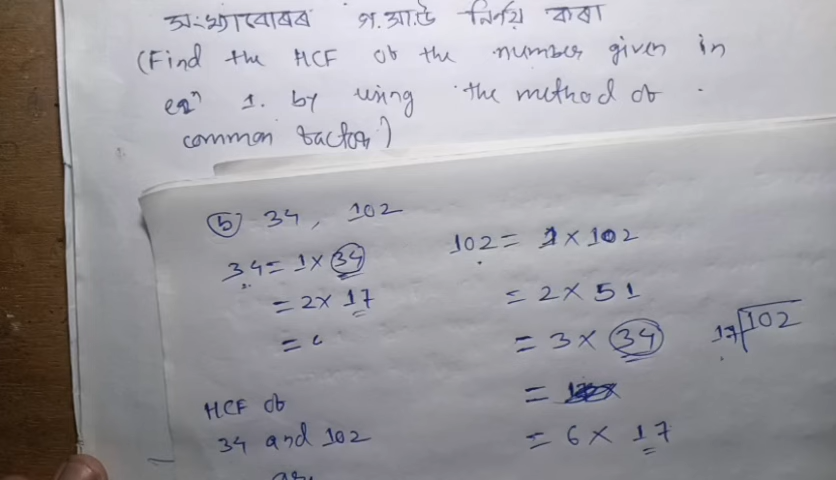 সংখ্যাবোৰৰ গ.সা.উ নিৰ্ণয় কৰা
(Find the HCF of the number given in
eqⁿ 1. by using the method of
common factor)
⑤ 34, 102
34 = 1 × 34
= 2 × 17
=
102 = 1 × 102
= 2 × 51
= 3 × 34
=
= 6 × 17
17 102
HCF of
34 and 102